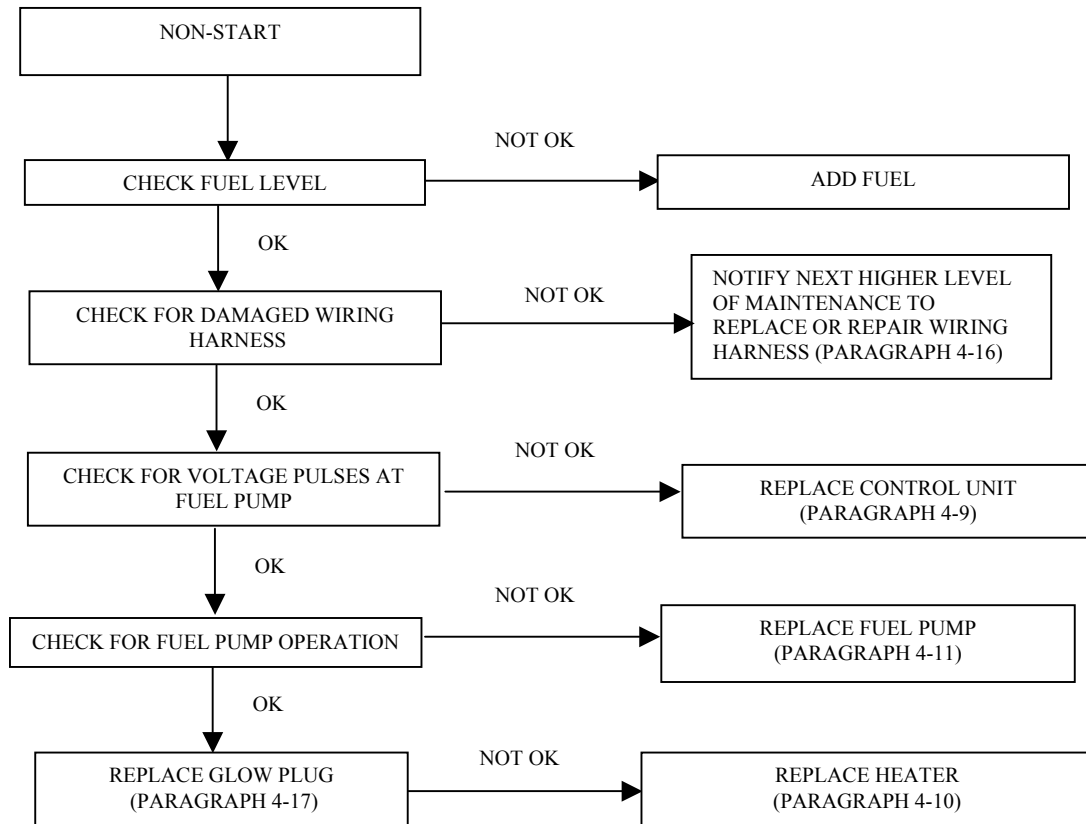 NON-START
NOT OK
CHECK FUEL LEVEL
ADD FUEL
OK
NOT OK
CHECK FOR DAMAGED WIRING
HARNESS
NOTIFY NEXT HIGHER LEVEL
OF MAINTENANCE TO
REPLACE OR REPAIR WIRING
HARNESS (PARAGRAPH 4-16)
OK
NOT OK
CHECK FOR VOLTAGE PULSES AT
FUEL PUMP
REPLACE CONTROL UNIT
(PARAGRAPH 4-9)
OK
NOT OK
CHECK FOR FUEL PUMP OPERATION
REPLACE FUEL PUMP
(PARAGRAPH 4-11)
OK
NOT OK
REPLACE GLOW PLUG
(PARAGRAPH 4-17)
REPLACE HEATER
(PARAGRAPH 4-10)